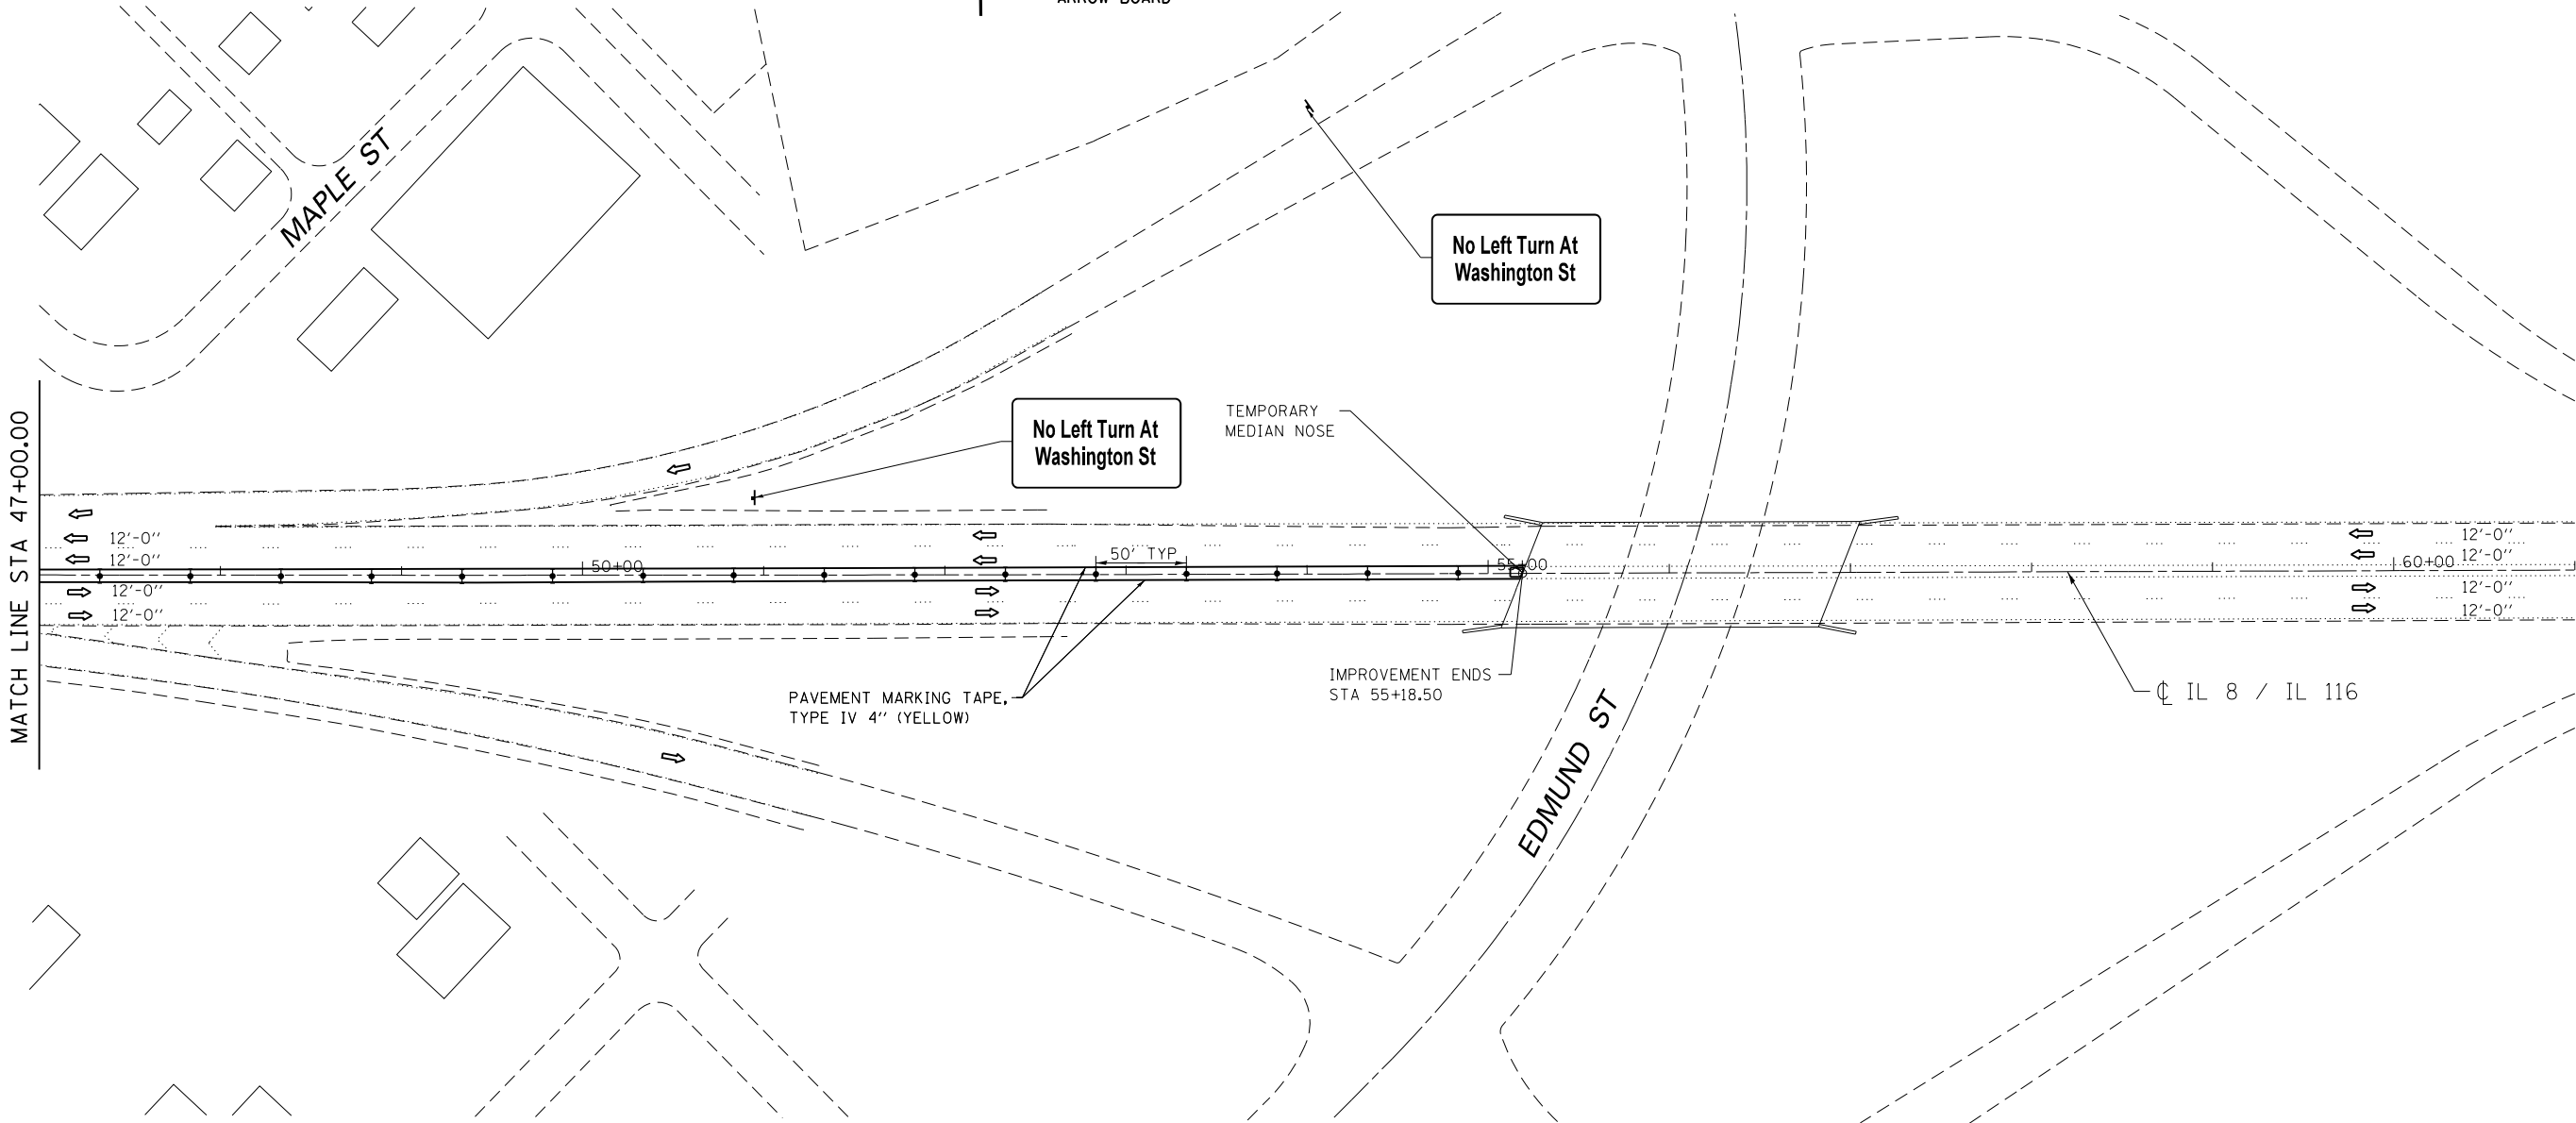 ARROW BOARD
MAPLE ST
No Left Turn At
Washington St
No Left Turn At
Washington St
TEMPORARY
MEDIAN NOSE
MATCH LINE STA 47+00.00
12'-0"
12'-0"
12'-0"
12'-0"
50+00
50' TYP
55+00
60+00
12'-0"
12'-0"
12'-0"
12'-0"
PAVEMENT MARKING TAPE,
TYPE IV 4" (YELLOW)
IMPROVEMENT ENDS
STA 55+18.50
EDMUND ST
℄ IL 8 / IL 116